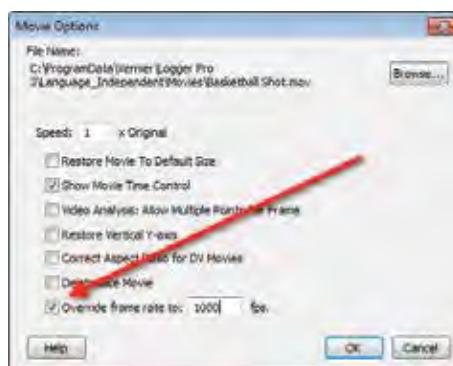 Movie Options
File Name:
C:\ProgramData\Vernier\Logger Pro
3\Language_Independent\Movies\Basketball Shot.mov
Browse...
Speed: 1 x Original
Restore Movie To Default Size
Show Movie Time Control
Video Analysis: Allow Multiple Points Per Frame
Restore Vertical Y-axis
Correct Aspect Ratio for DV Movies
Movie
Override frame rate to: 1000 fps.
Help
OK
Cancel